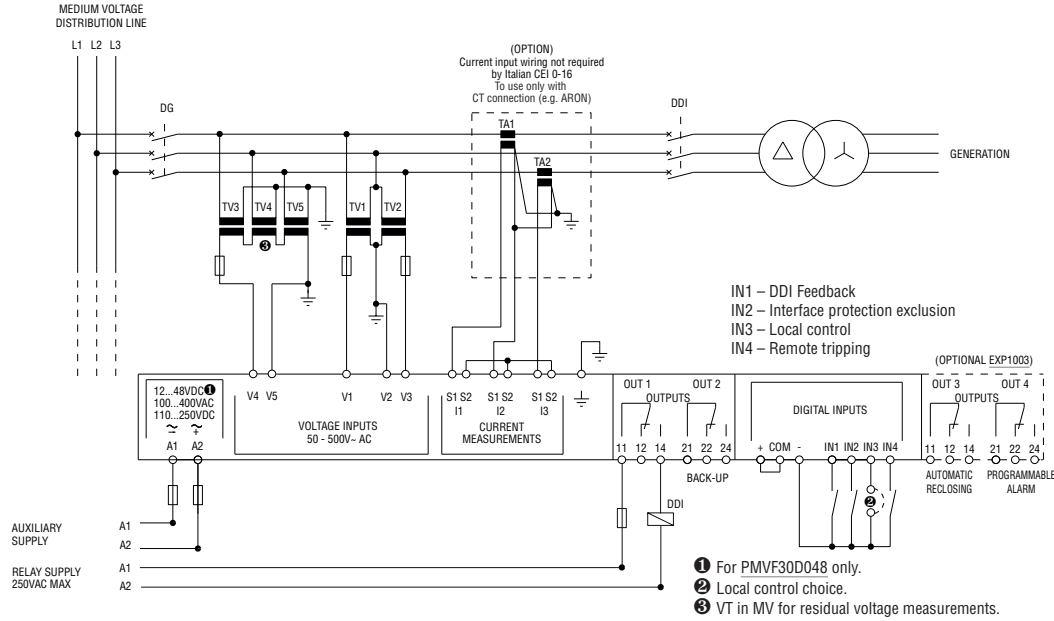 MEDIUM VOLTAGE
DISTRIBUTION LINE
L1 L2 L3
DG
(OPTION)
Current input wiring not required
by Italian CEI 0-16
To use only with
CT connection (e.g. ARON)
TA1
TA2
DDI
GENERATION
TV3 TV4 TV5
TV1 TV2
❸
IN1 – DDI Feedback
IN2 – Interface protection exclusion
IN3 – Local control
IN4 – Remote tripping
(OPTIONAL EXP1003)
12...48VDC❶
100...400VAC
110...250VDC
~ ~
– +
A1 A2
V4 V5 V1 V2 V3
VOLTAGE INPUTS
50 - 500V~ AC
S1 S2 S1 S2 S1 S2
I1 I2 I3
CURRENT
MEASUREMENTS
OUT 1 OUT 2
OUTPUTS
11 12 14 21 22 24
BACK-UP
DIGITAL INPUTS
+ COM - IN1 IN2 IN3 IN4
OUT 3 OUT 4
OUTPUTS
11 12 14 21 22 24
AUTOMATIC
RECLOSING
PROGRAMMABLE
ALARM
DDI
❷
AUXILIARY
SUPPLY
A1
A2
RELAY SUPPLY
250VAC MAX
A1
A2
❶ For PMVF30D048 only.
❷ Local control choice.
❸ VT in MV for residual voltage measurements.